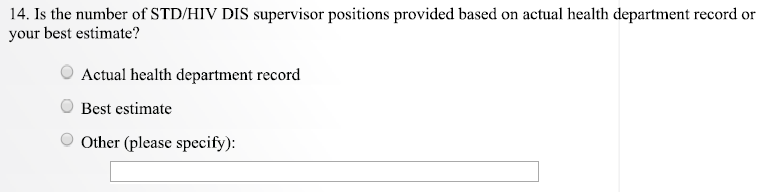 14. Is the number of STD/HIV DIS supervisor positions provided based on actual health department record or
your best estimate?
Actual health department record
Best estimate
Other (please specify):